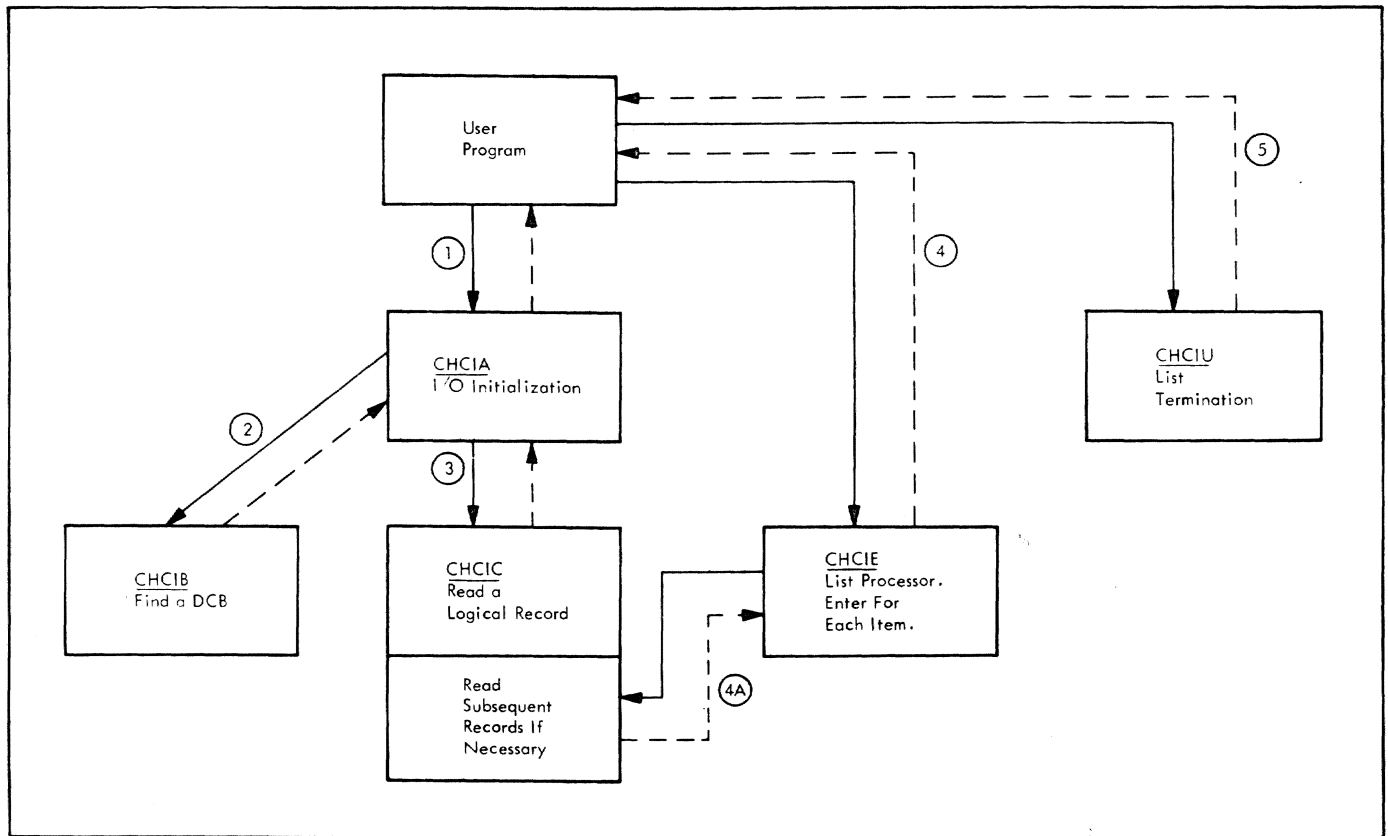 User
Program
5
4
1
CHCIA
I/O Initialization
CHCIU
List
Termination
2
3
CHCIB
Find a DCB
CHCIC
Read a
Logical Record
CHCIE
List Processor.
Enter For
Each Item.
Read
Subsequent
Records If
Necessary
4A